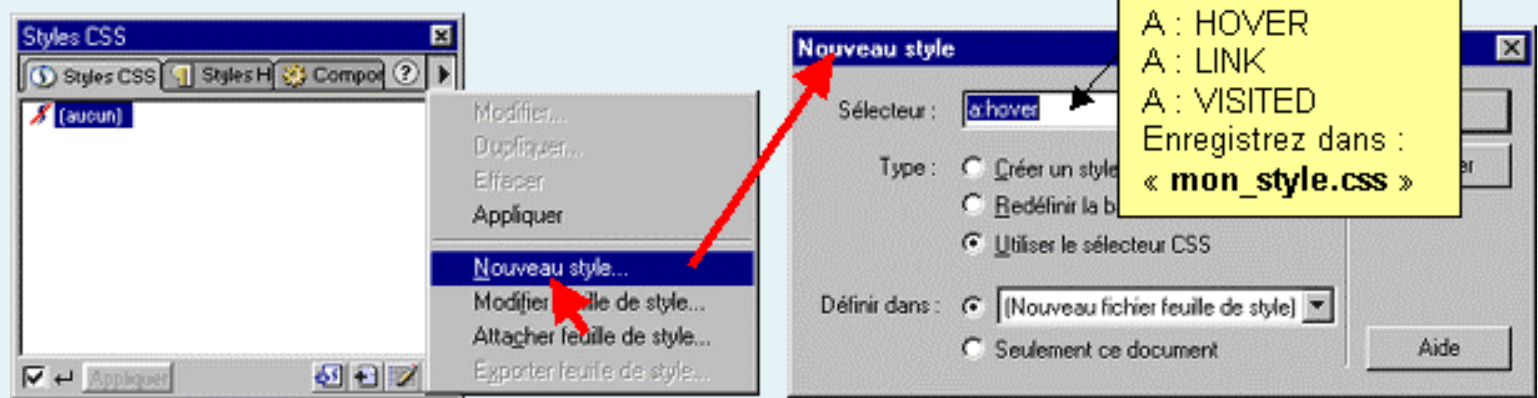 Styles CSS
Styles CSS Styles H Compor ?
(aucun)
Appliquer
Modifier...
Dupliquer...
Effacer
Appliquer
Nouveau style...
Modifier feuille de style...
Attacher feuille de style...
Exporter feuille de style...
Nouveau style
Sélecteur : a:hover
Type : Créer un style
Redéfinir la b
Utiliser le sélecteur CSS
er
Définir dans : (Nouveau fichier feuille de style)
Seulement ce document
Aide
A : HOVER
A : LINK
A : VISITED
Enregistrez dans :
« mon_style.css »